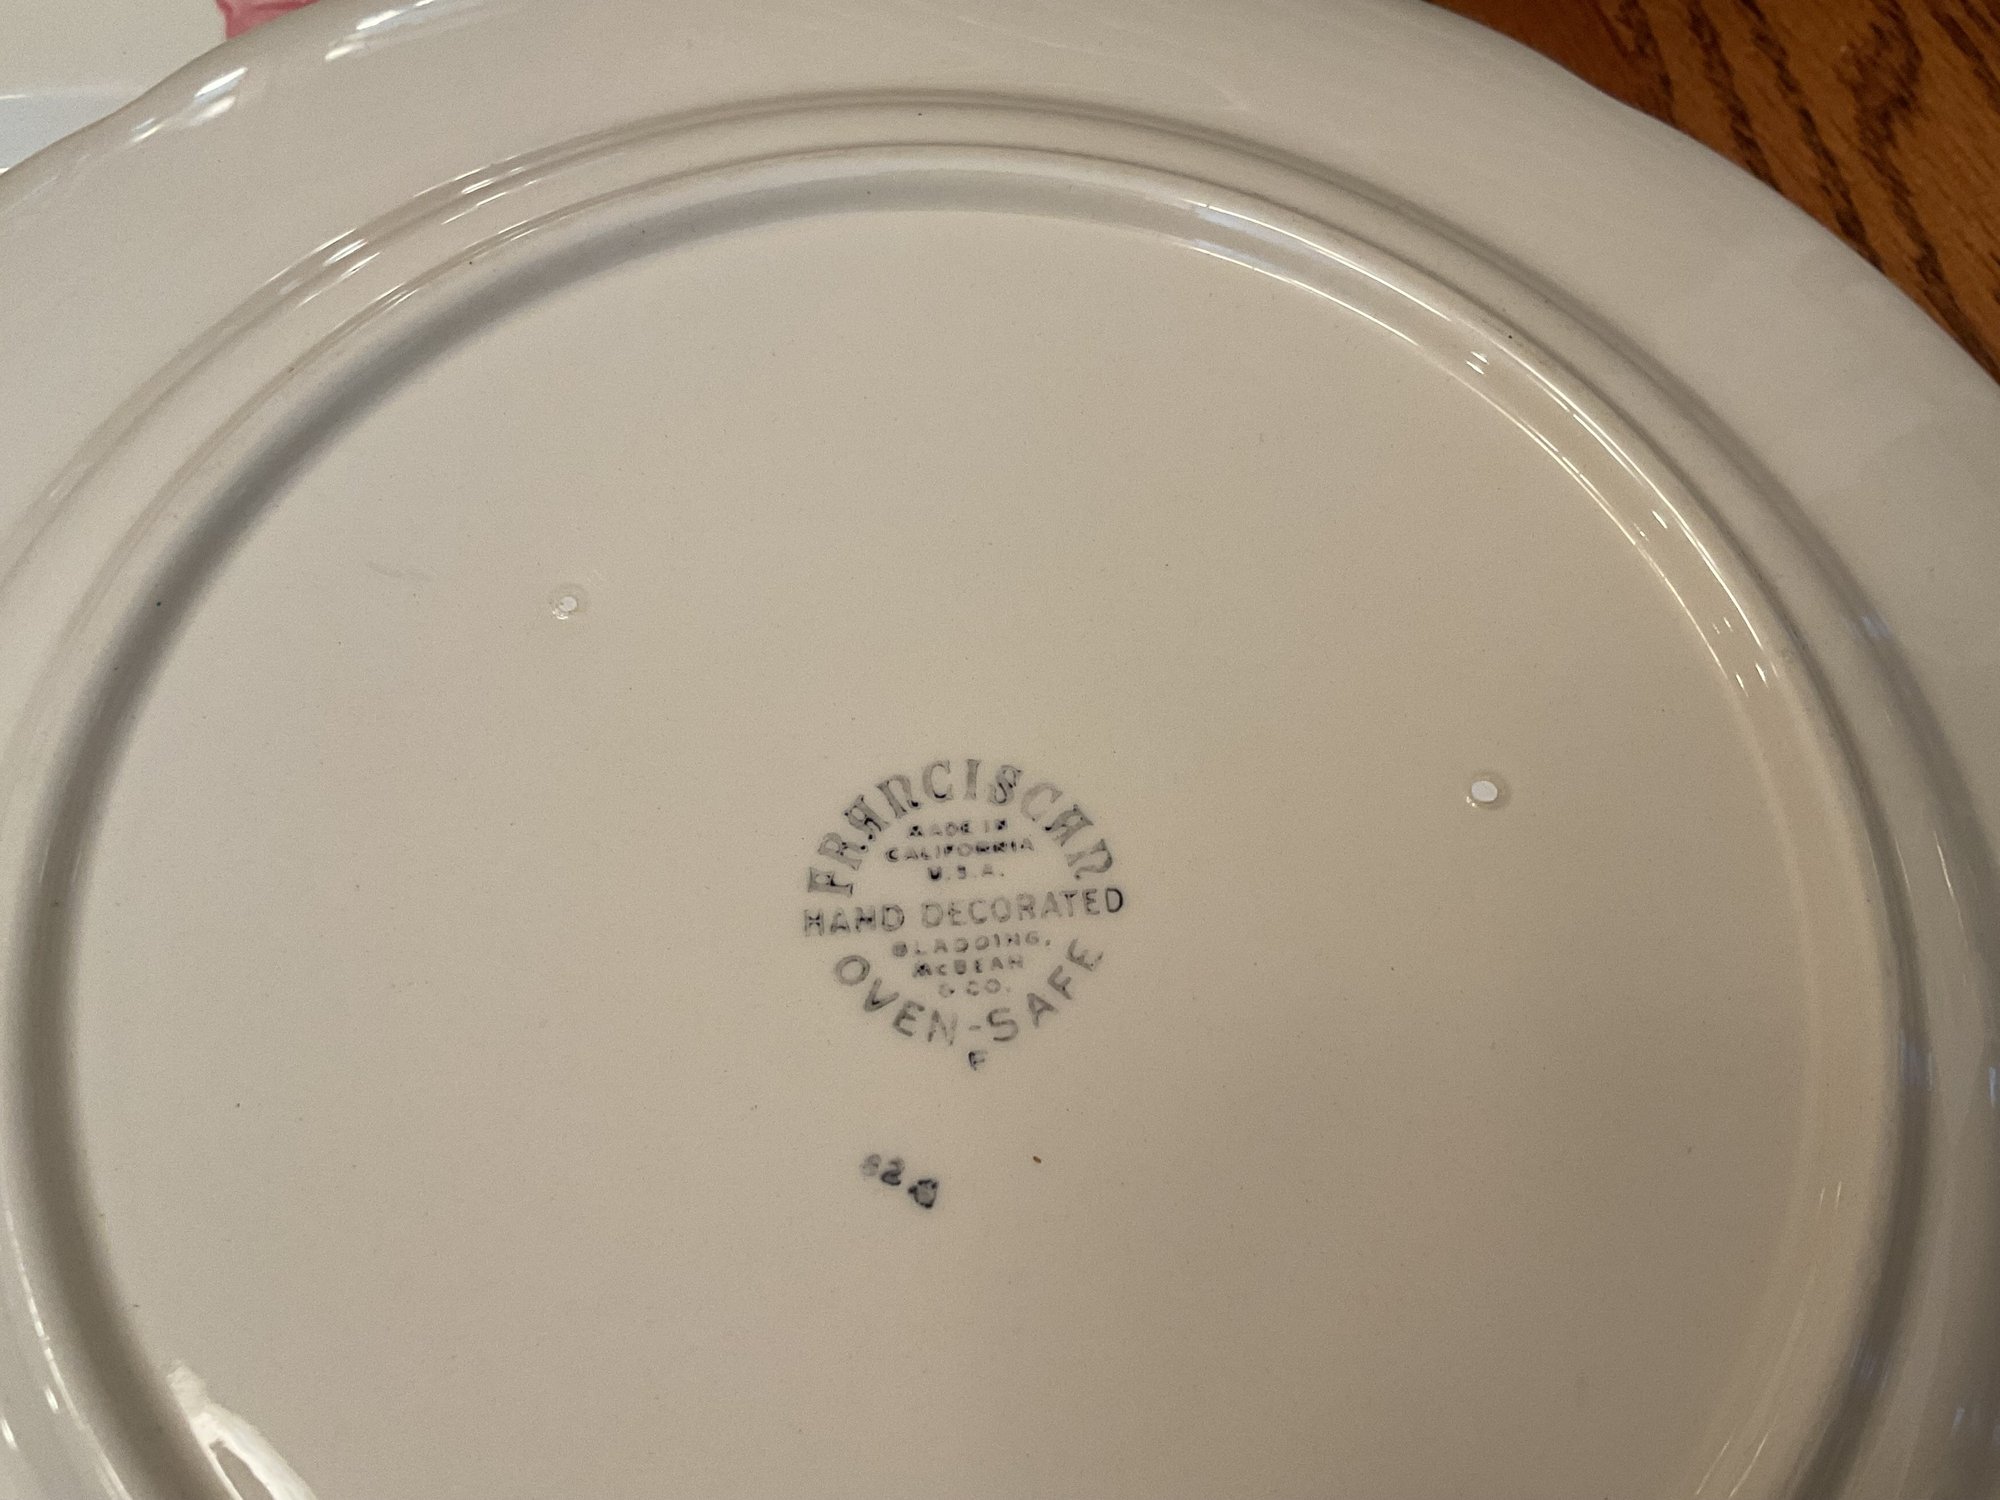 FRANCISCAN
MADE IN
CALIFORNIA
U.S.A.
HAND DECORATED
GLADDING,
McBEAN
& CO.
OVEN-SAFE
F